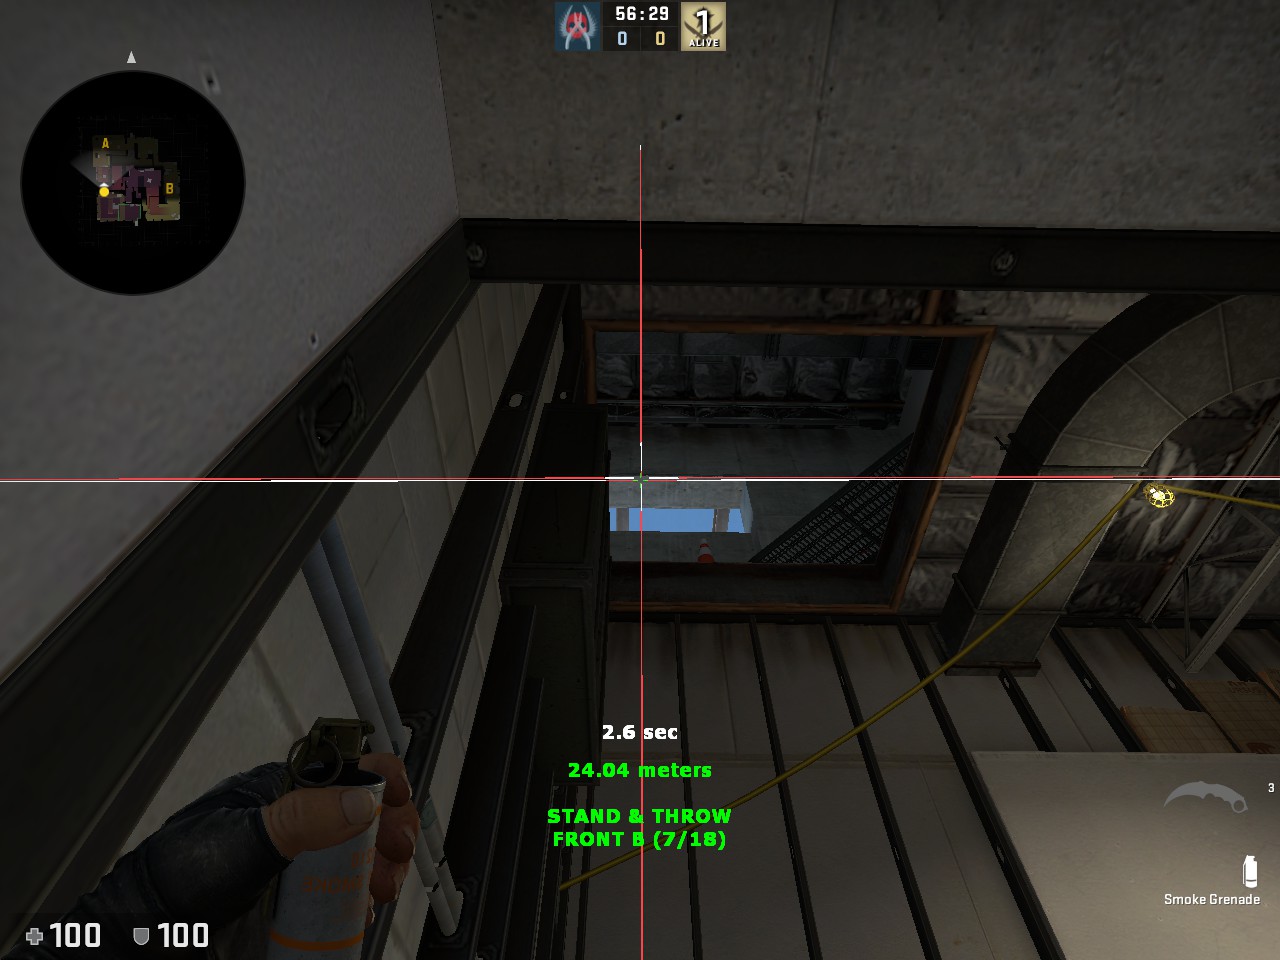 56:29
1
0
0
ALIVE
A
B
2.6 sec
24.04 meters
STAND & THROW
FRONT B (7/18)
3
Smoke Grenade
100
100